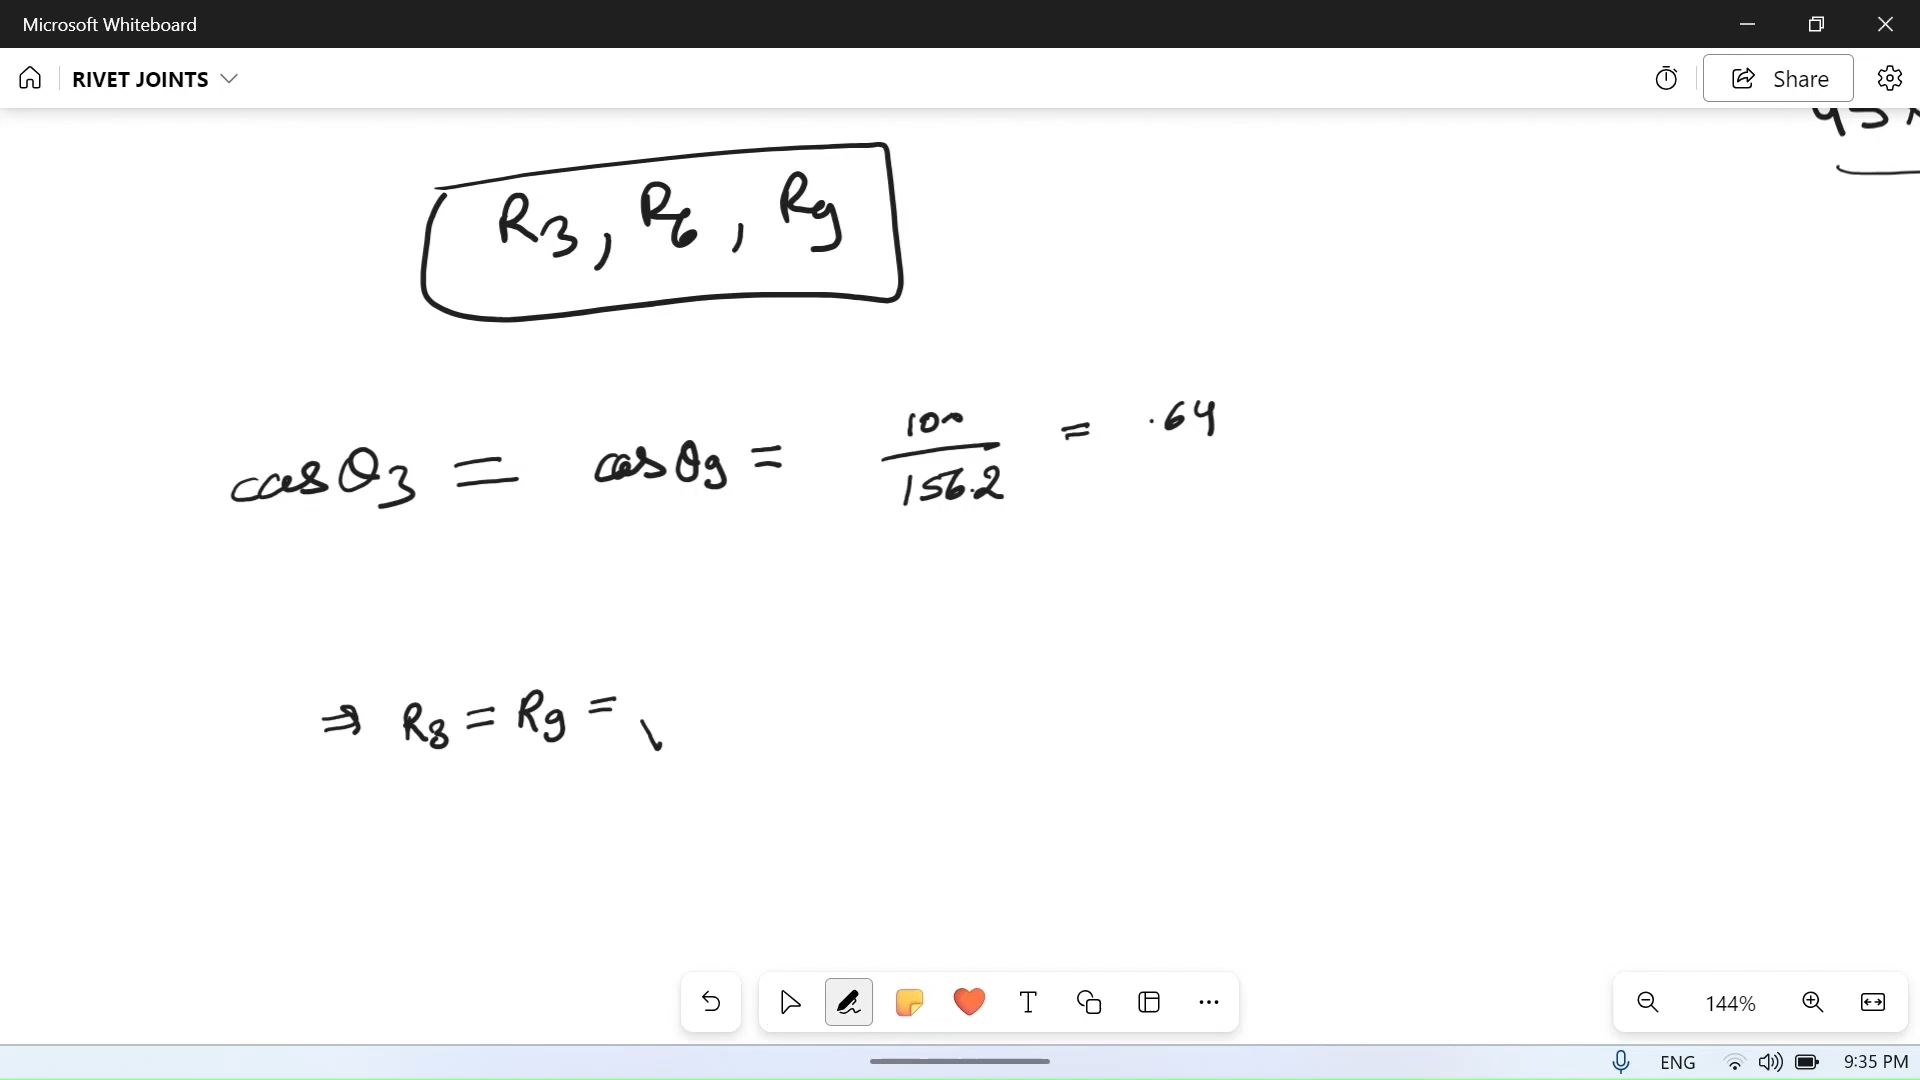 Microsoft Whiteboard
RIVET JOINTS
Share
R3, R6, R9
cosθ3 = cosθ9 = 100/156.2 = .64
⇒ R3 = R9 =
T
144%
ENG
9:35 PM